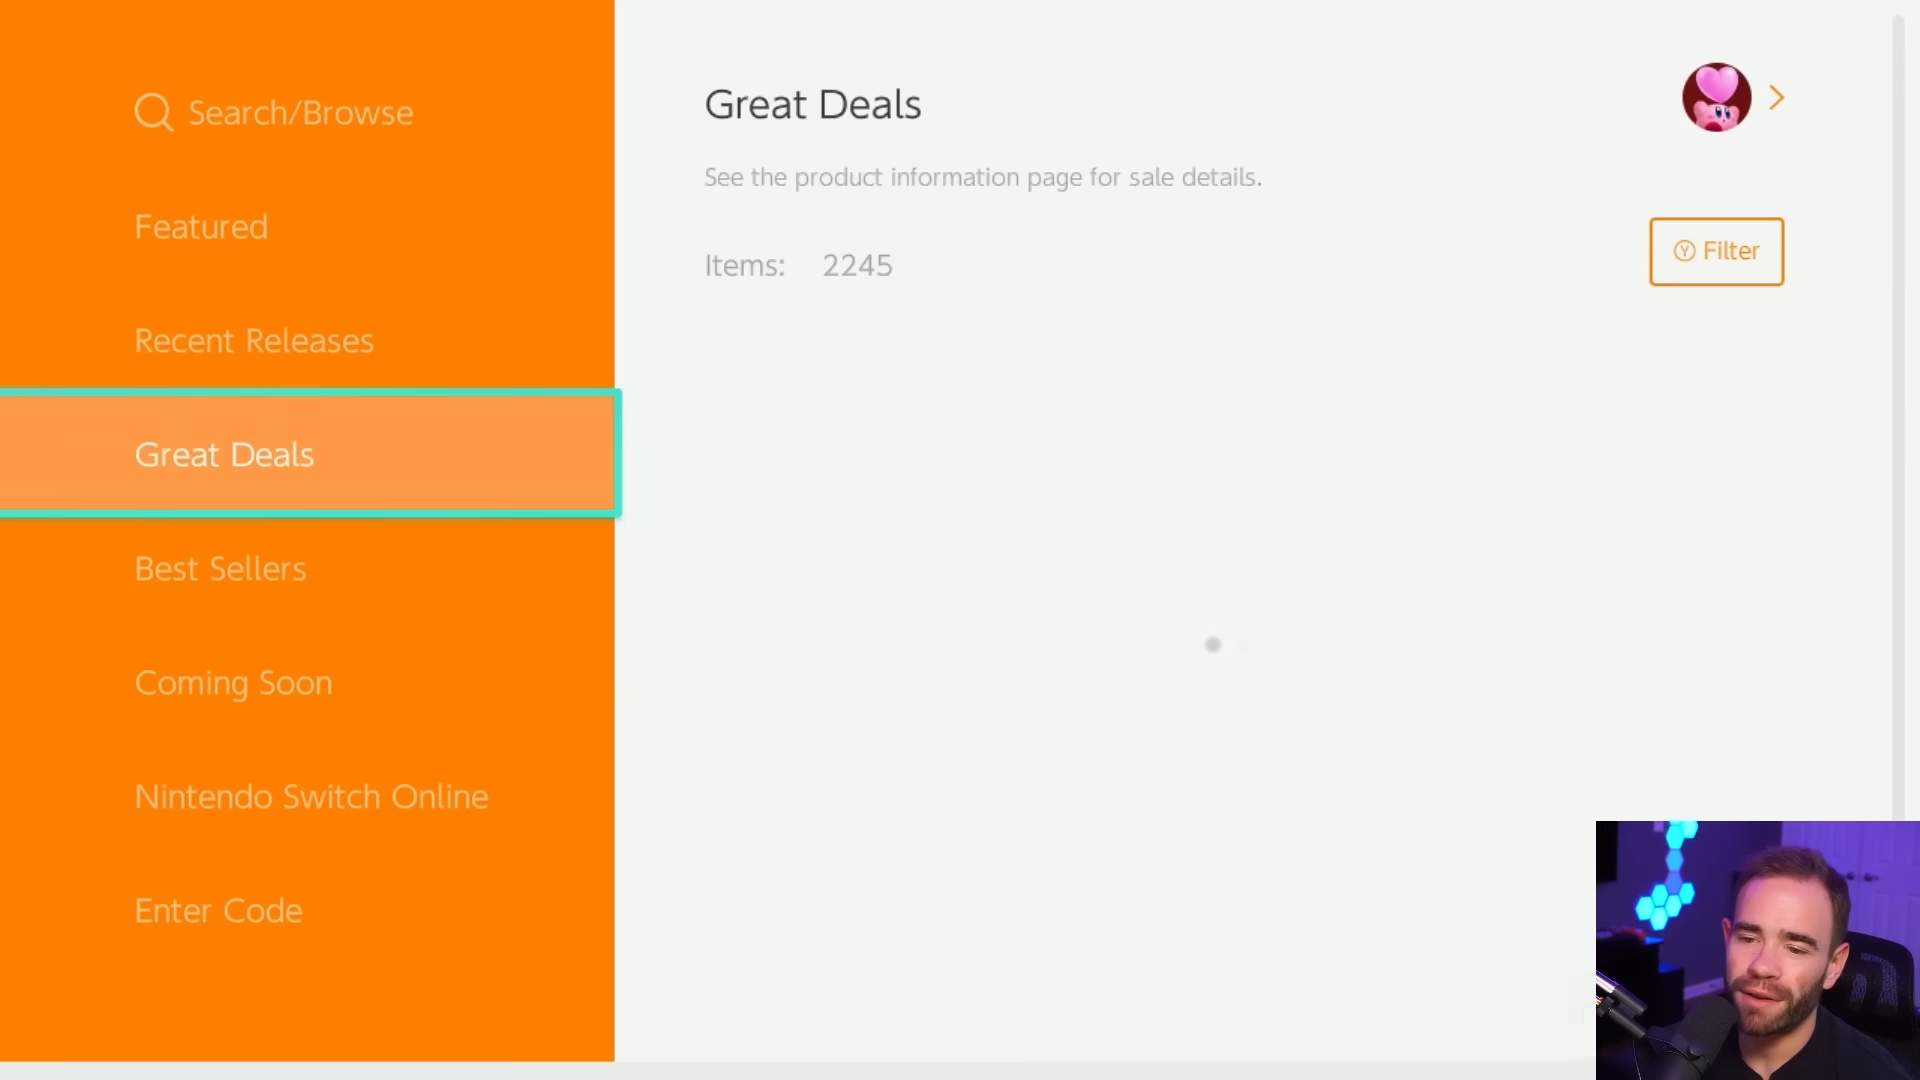 Search/Browse
Featured
Recent Releases
Great Deals
Best Sellers
Coming Soon
Nintendo Switch Online
Enter Code
Great Deals
See the product information page for sale details.
Items: 2245
Y Filter